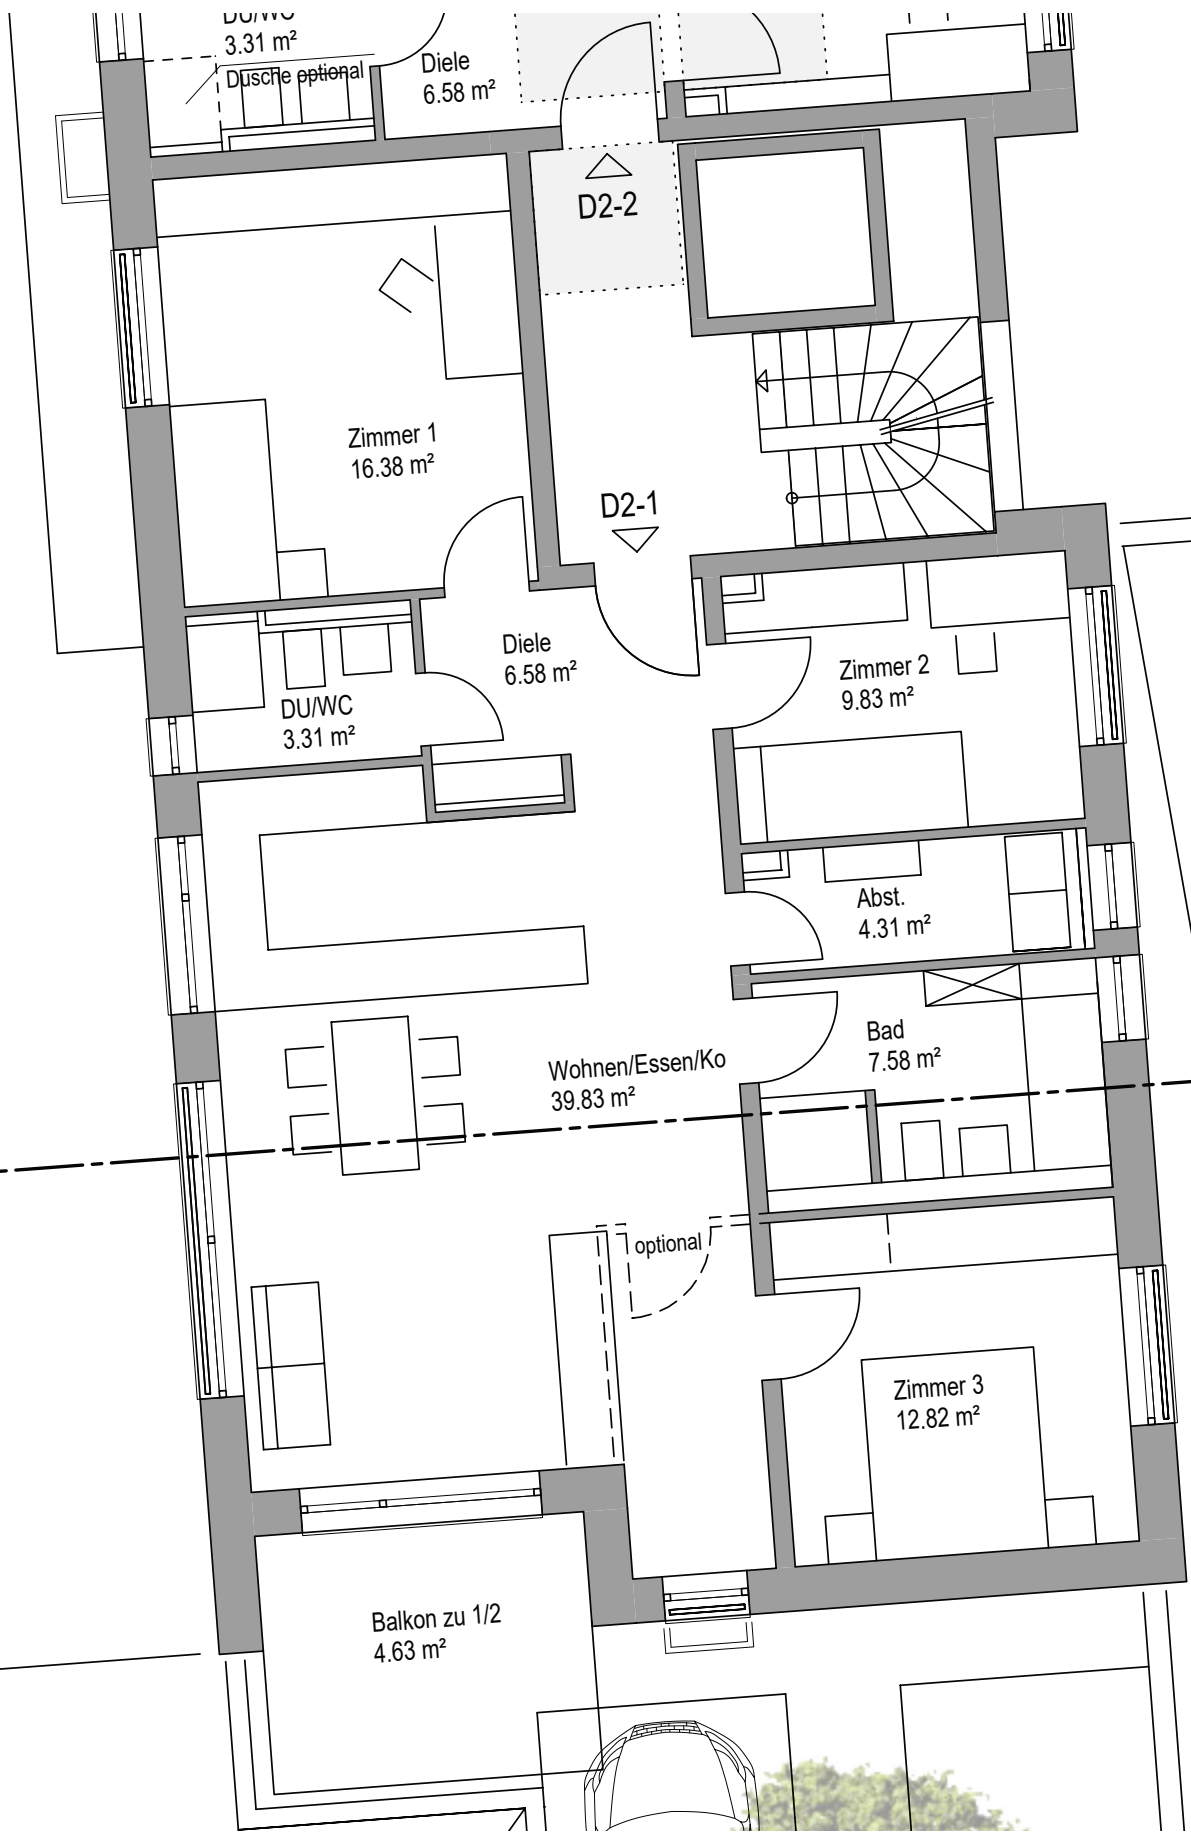 DU/WC
3.31 m²
Dusche optional
Diele
6.58 m²
D2-2
Zimmer 1
16.38 m²
D2-1
Diele
6.58 m²
Zimmer 2
9.83 m²
DU/WC
3.31 m²
Abst.
4.31 m²
Bad
7.58 m²
Wohnen/Essen/Ko
39.83 m²
optional
Zimmer 3
12.82 m²
Balkon zu 1/2
4.63 m²